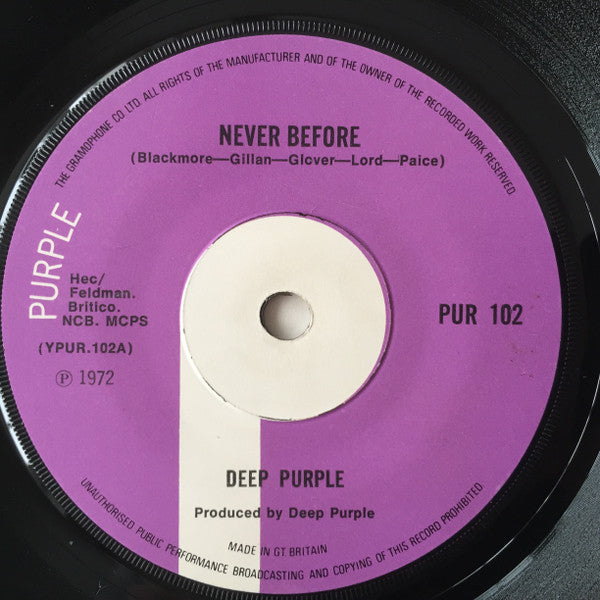 THE GRAMOPHONE CO LTD. ALL RIGHTS OF THE MANUFACTURER AND OF THE OWNER OF THE RECORDED WORK RESERVED
NEVER BEFORE
(Blackmore—Gillan—Glover—Lord—Paice)
PURPLE
Hec/
Feldman.
Britico.
NCB. MCPS
(YPUR.102A)
℗ 1972
PUR 102
DEEP PURPLE
Produced by Deep Purple
MADE IN GT. BRITAIN
UNAUTHORISED PUBLIC PERFORMANCE BROADCASTING AND COPYING OF THIS RECORD PROHIBITED